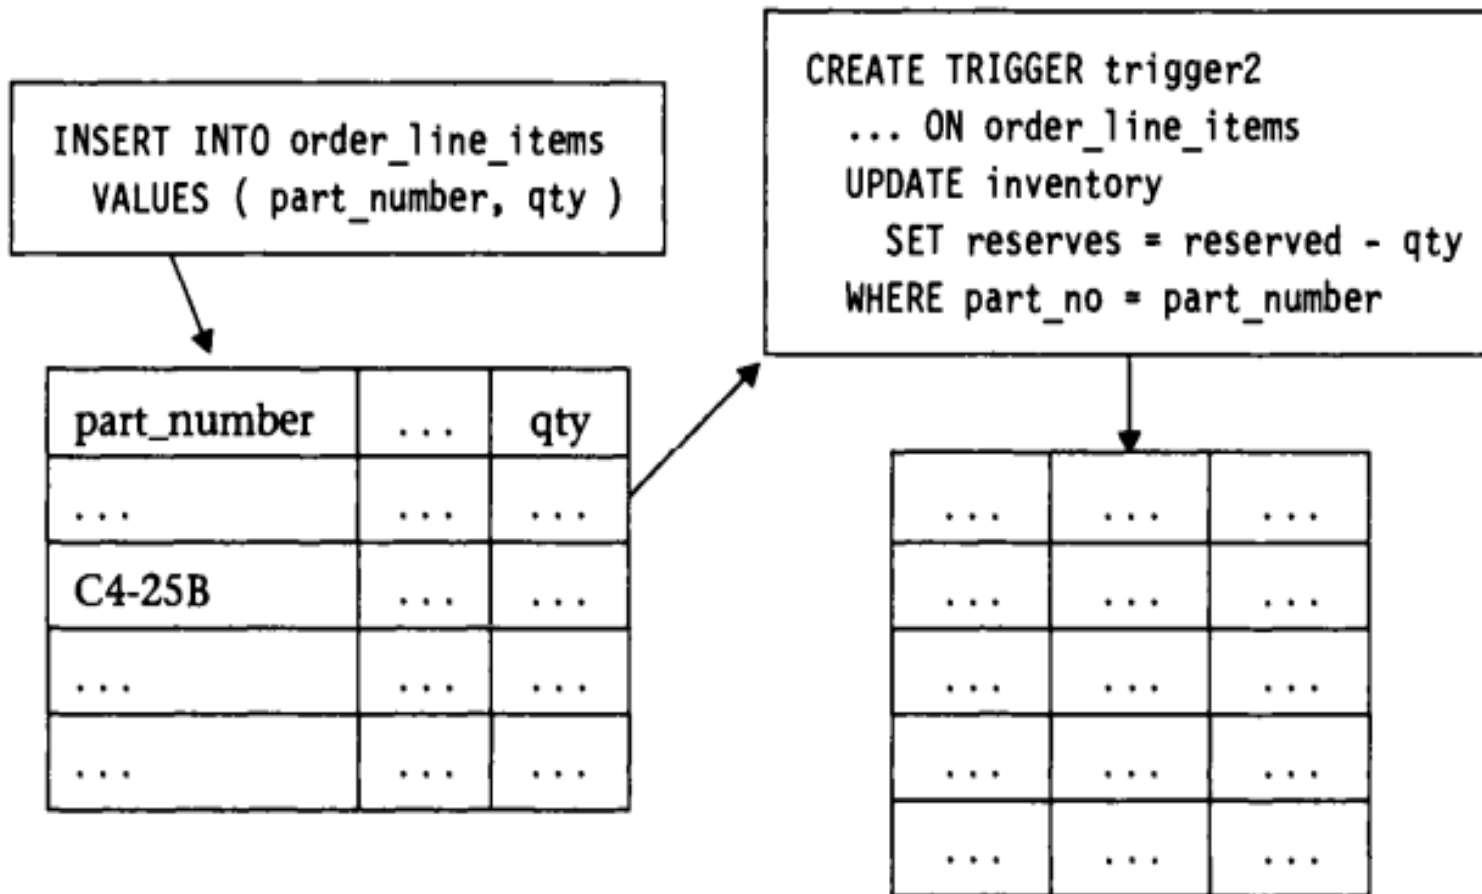 INSERT INTO order_line_items
VALUES ( part_number, qty )
CREATE TRIGGER trigger2
... ON order_line_items
UPDATE inventory
SET reserves = reserved - qty
WHERE part_no = part_number
part_number ... qty
... ... ...
C4-25B ... ...
... ... ...
... ... ...
... ... ...
... ... ...
... ... ...
... ... ...
... ... ...